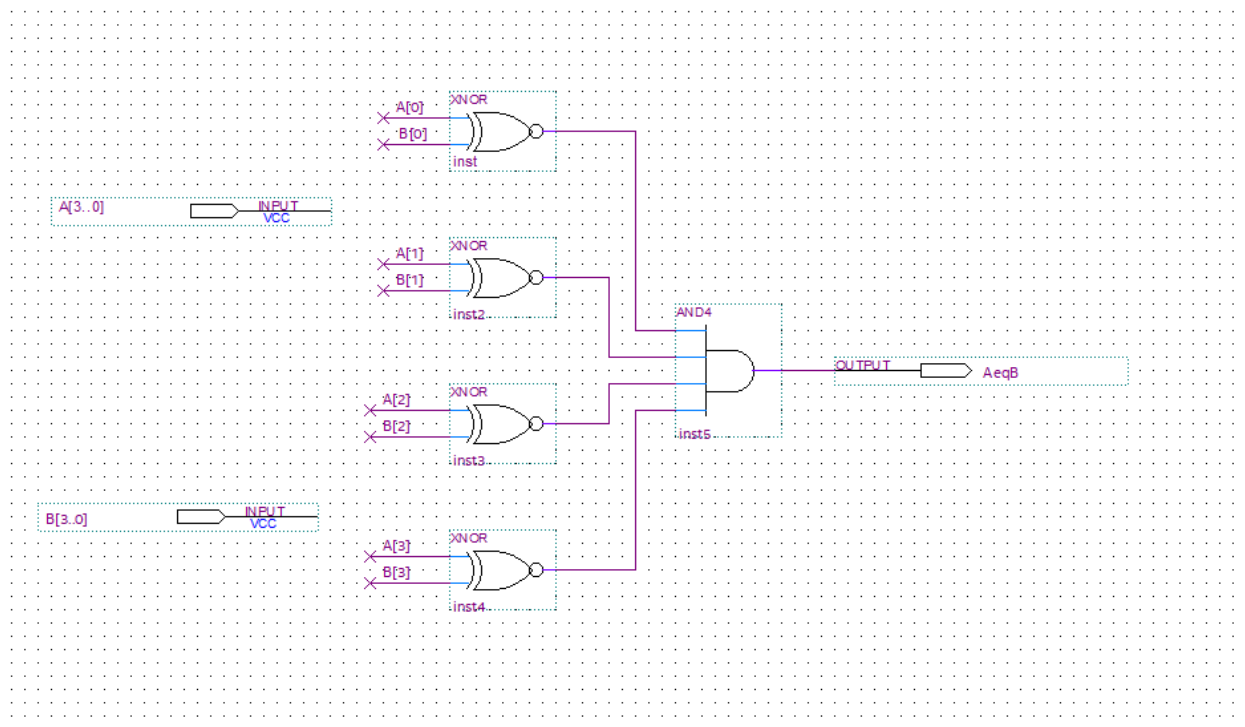 XNOR
A[0]
B[0]
inst
A[3..0]
INPUT
VCC
XNOR
A[1]
B[1]
inst2
AND4
OUTPUT
AeqB
XNOR
A[2]
B[2]
inst5
inst3
B[3..0]
INPUT
VCC
XNOR
A[3]
B[3]
inst4